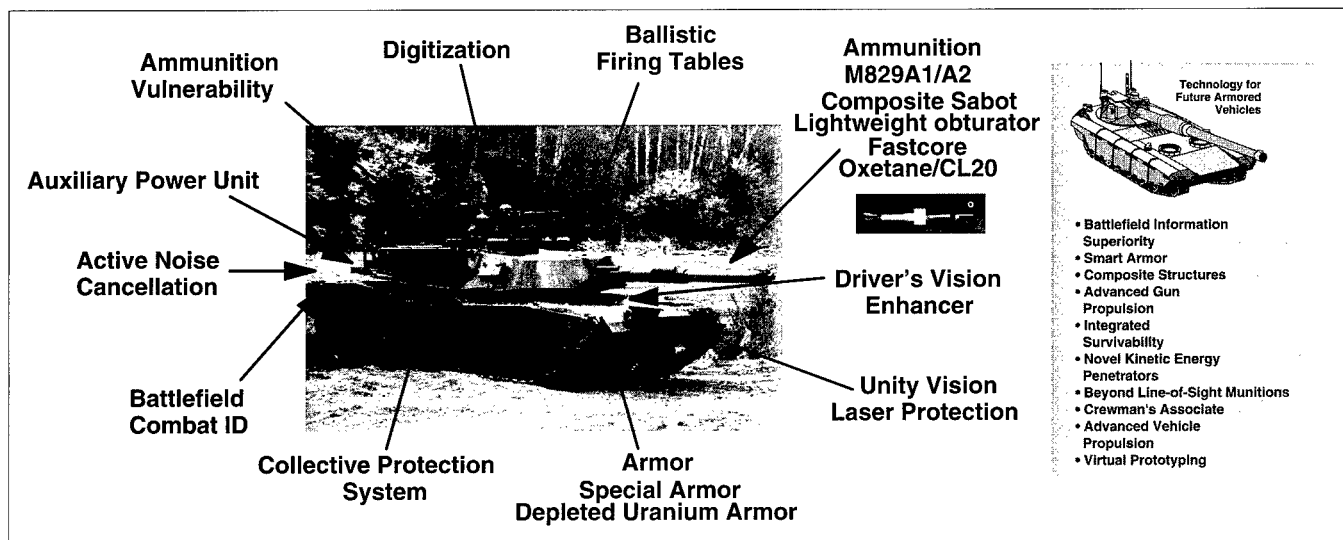 Ammunition
Vulnerability
Digitization
Ballistic
Firing Tables
Ammunition
M829A1/A2
Composite Sabot
Lightweight obturator
Fastcore
Oxetane/CL20
Auxiliary Power Unit
Active Noise
Cancellation
Battlefield
Combat ID
Collective Protection
System
Armor
Special Armor
Depleted Uranium Armor
Driver's Vision
Enhancer
Unity Vision
Laser Protection
Technology for
Future Armored
Vehicles
• Battlefield Information
Superiority
• Smart Armor
• Composite Structures
• Advanced Gun
Propulsion
• Integrated
Survivability
• Novel Kinetic Energy
Penetrators
• Beyond Line-of-Sight Munitions
• Crewman's Associate
• Advanced Vehicle
Propulsion
• Virtual Prototyping